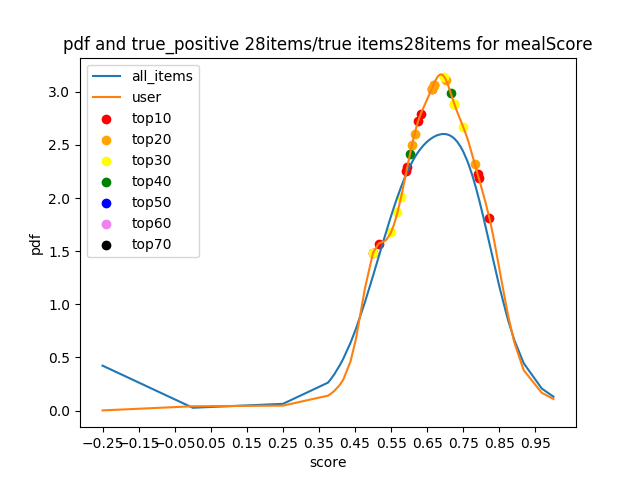 pdf and true_positive 28items/true items28items for mealScore
all_items
user
top10
top20
top30
top40
top50
top60
top70
pdf
3.0
2.5
2.0
1.5
1.0
0.5
0.0
−0.25 −0.15 −0.05 0.05 0.15 0.25 0.35 0.45 0.55 0.65 0.75 0.85 0.95
score